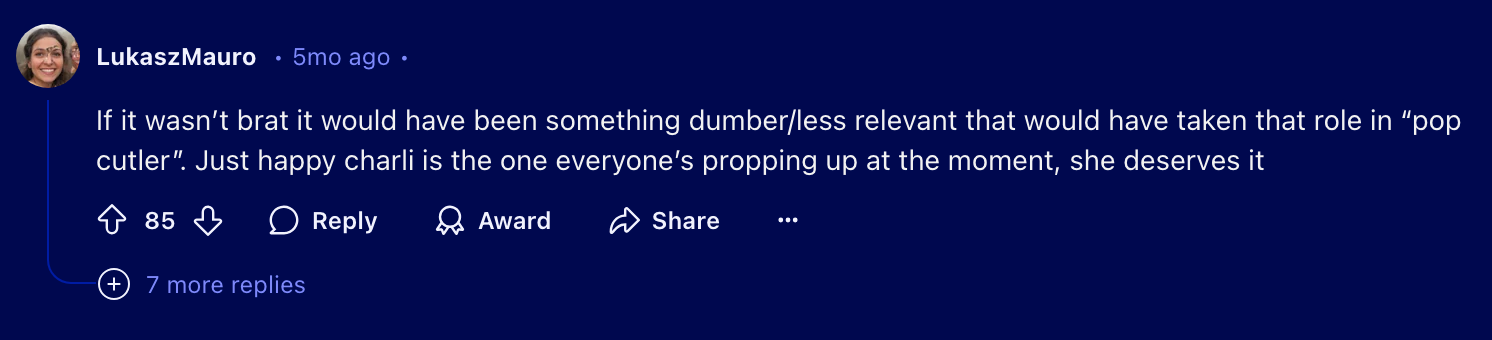 LukaszMauro • 5mo ago •
If it wasn’t brat it would have been something dumber/less relevant that would have taken that role in “pop
cutler”. Just happy charli is the one everyone’s propping up at the moment, she deserves it
85 Reply Award Share
7 more replies